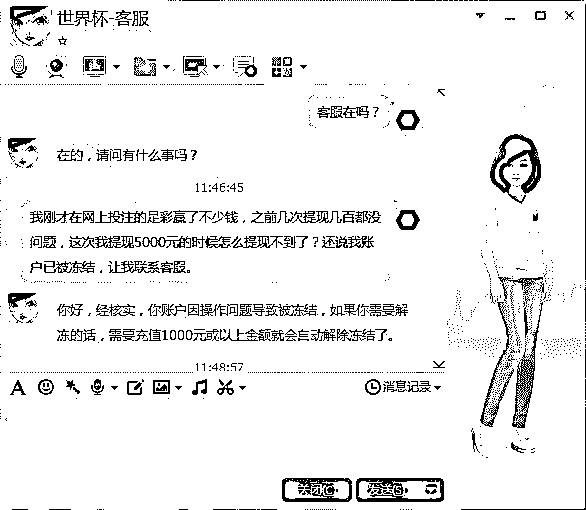 世界杯-客服
客服在吗？
在的，请问有什么事吗？
11:46:45
我刚才在网上投注的足彩赢了不少钱，之前几次提现几百都没
问题，这次我提现5000元的时候怎么提现不到了？还说我账
户已被冻结，让我联系客服。
你好，经核实，你账户因操作问题导致被冻结，如果你需要解
冻的话，需要充值1000元或以上金额就会自动解除冻结了。
11:48:57
A
消息记录
关闭C 发送S